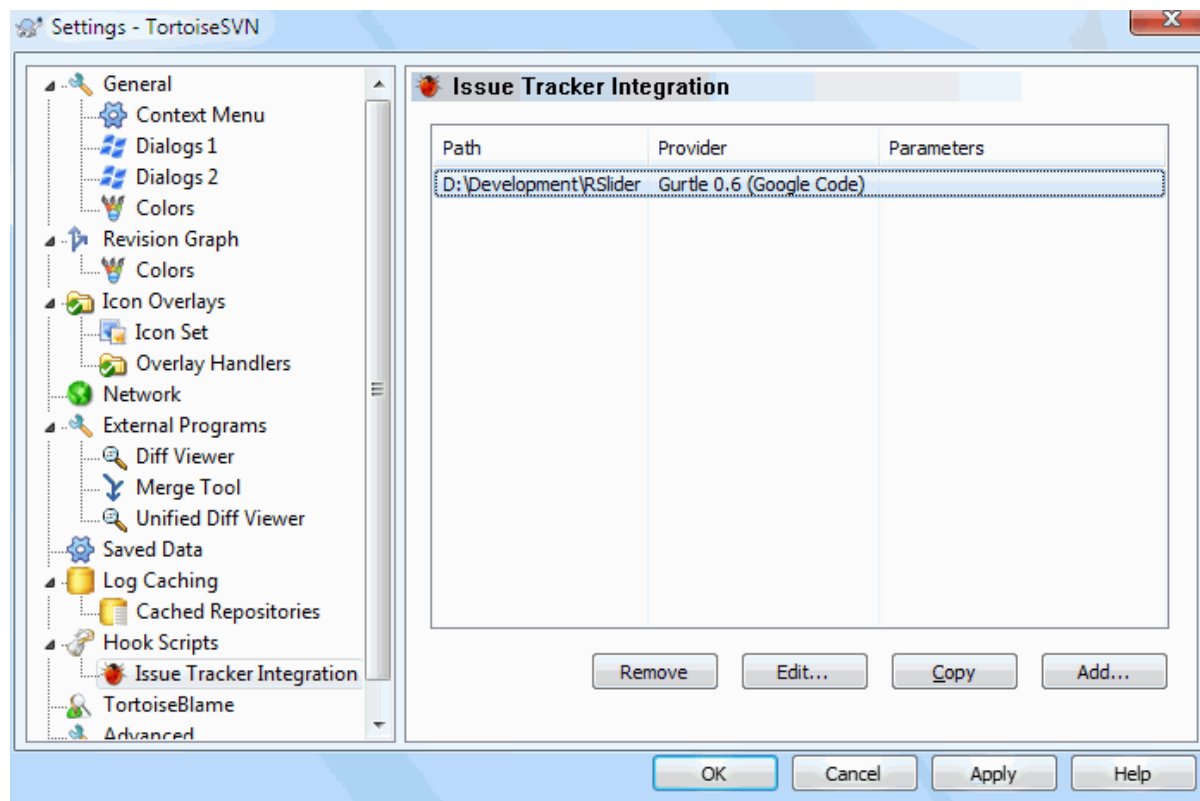 Settings - TortoiseSVN
General
Context Menu
Dialogs 1
Dialogs 2
Colors
Revision Graph
Colors
Icon Overlays
Icon Set
Overlay Handlers
Network
External Programs
Diff Viewer
Merge Tool
Unified Diff Viewer
Saved Data
Log Caching
Cached Repositories
Hook Scripts
Issue Tracker Integration
TortoiseBlame
Advanced
Issue Tracker Integration
Path Provider Parameters
D:\Development\RSlider Gurtle 0.6 (Google Code)
Remove Edit... Copy Add...
OK Cancel Apply Help